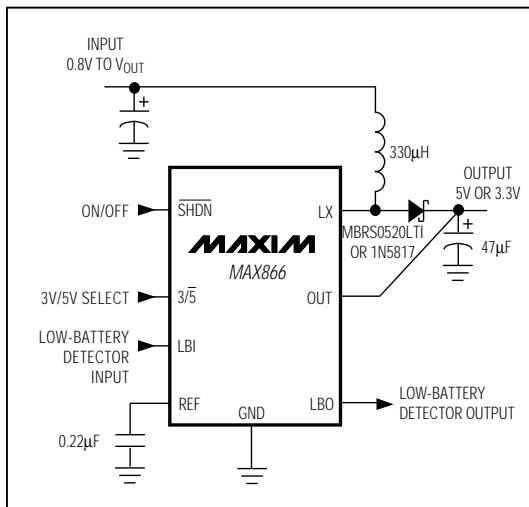 INPUT
0.8V TO VOUT
330µH
OUTPUT
5V OR 3.3V
ON/OFF
SHDN
LX
MBRS0520LTI
OR 1N5817
47µF
MAXIM
MAX866
3V/5V SELECT
3/5
OUT
LOW-BATTERY
DETECTOR
INPUT
LBI
REF
GND
LBO
LOW-BATTERY
DETECTOR OUTPUT
0.22µF
+
+